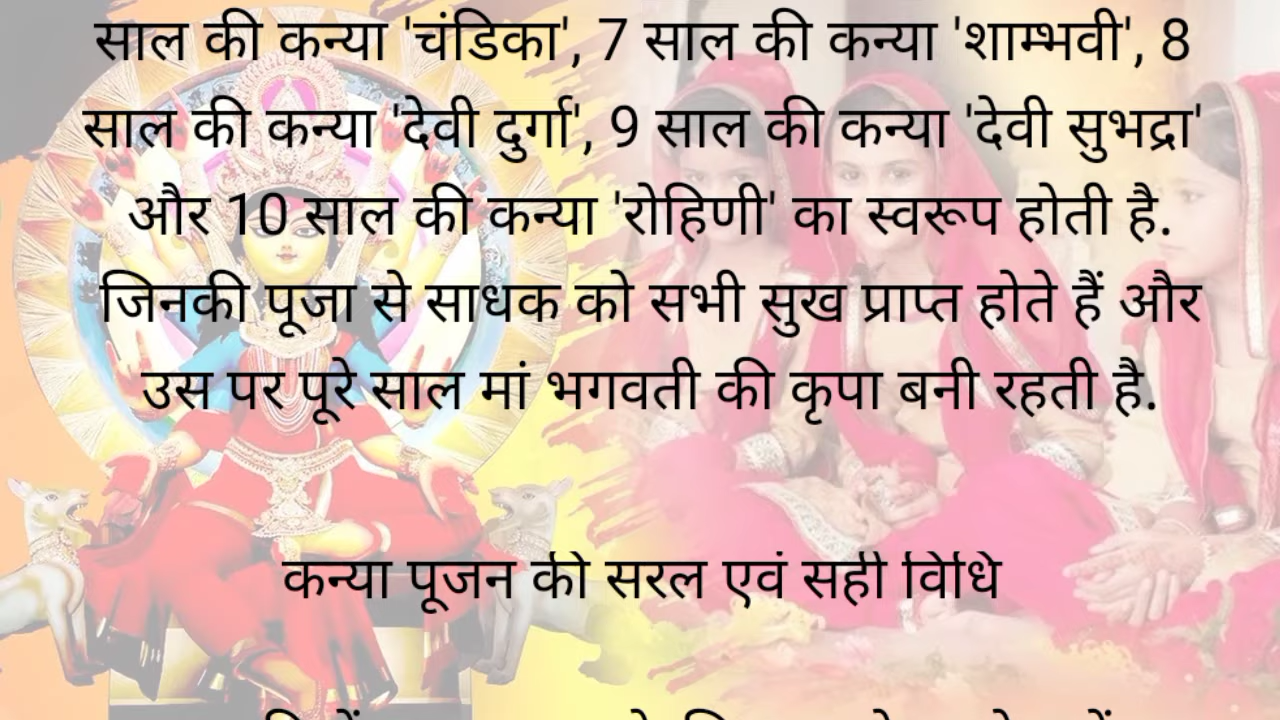 साल की कन्या 'चंडिका', 7 साल की कन्या 'शाम्भवी', 8
साल की कन्या 'देवी दुर्गा', 9 साल की कन्या 'देवी सुभद्रा'
और 10 साल की कन्या 'रोहिणी' का स्वरूप होती है.
जिनकी पूजा से साधक को सभी सुख प्राप्त होते हैं और
उस पर पूरे साल मां भगवती की कृपा बनी रहती है.
कन्या पूजन की सरल एवं सही विधि